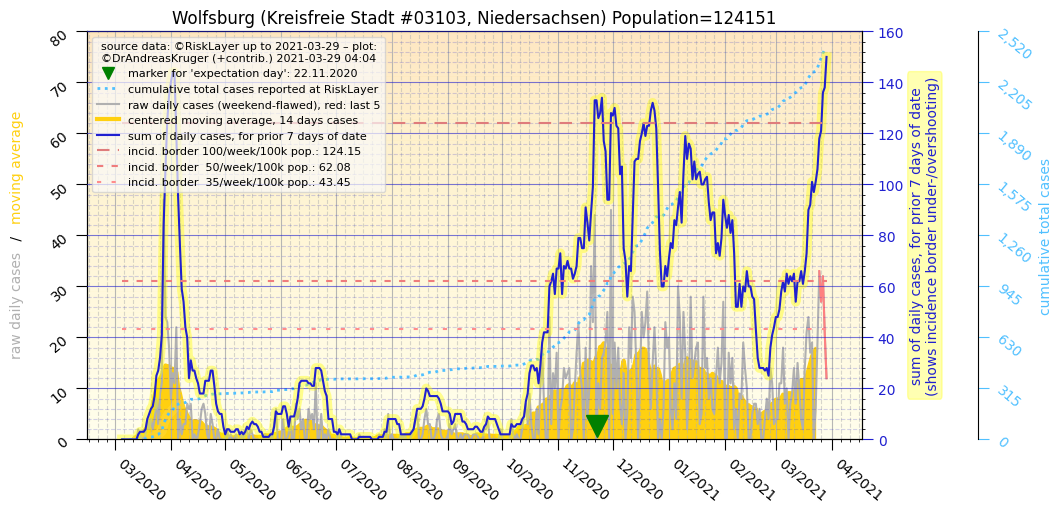 Wolfsburg (Kreisfreie Stadt #03103, Niedersachsen) Population=124151
source data: ©RiskLayer up to 2021-03-29 – plot:
©DrAndreasKruger (+contrib.) 2021-03-29 04:04
marker for 'expectation day': 22.11.2020
cumulative total cases reported at RiskLayer
raw daily cases (weekend-flawed), red: last 5
centered moving average, 14 days cases
sum of daily cases, for prior 7 days of date
incid. border 100/week/100k pop.: 124.15
incid. border  50/week/100k pop.: 62.08
incid. border  35/week/100k pop.: 43.45
raw daily cases  /  moving average
80
70
60
50
40
30
20
10
0
03/2020
04/2020
05/2020
06/2020
07/2020
08/2020
09/2020
10/2020
11/2020
12/2020
01/2021
02/2021
03/2021
04/2021
160
140
120
100
80
60
40
20
0
sum of daily cases, for prior 7 days of date
(shows incidence border under-/overshooting)
2,520
2,205
1,890
1,575
1,260
945
630
315
0
cumulative total cases